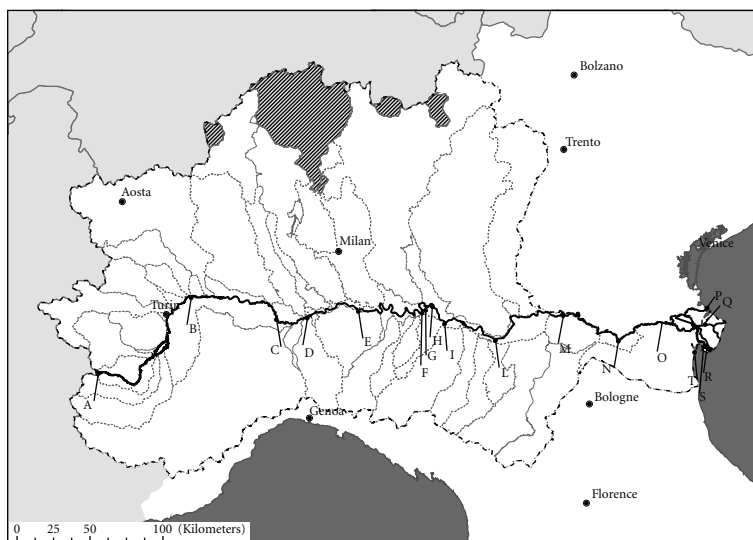 Bolzano
Trento
Aosta
Milan
Venice
Turin
P
Q
B
C
D
E
F
G
H
I
L
M
N
O
A
T
R
S
Genoa
Bologne
Florence
0 25 50 100 (Kilometers)